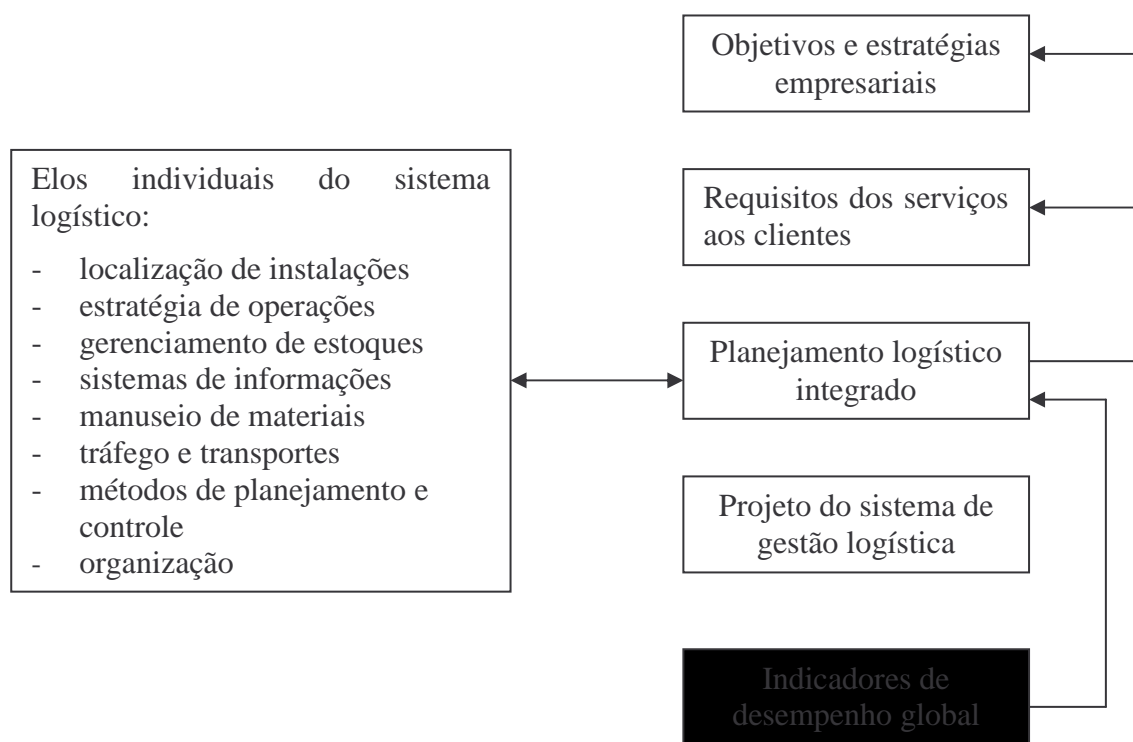 Objetivos e estratégias
empresariais
Elos individuais do sistema
logístico:
- localização de instalações
- estratégia de operações
- gerenciamento de estoques
- sistemas de informações
- manuseio de materiais
- tráfego e transportes
- métodos de planejamento e
controle
- organização
Requisitos dos serviços
aos clientes
Planejamento logístico
integrado
Projeto do sistema de
gestão logística
Indicadores de
desempenho global